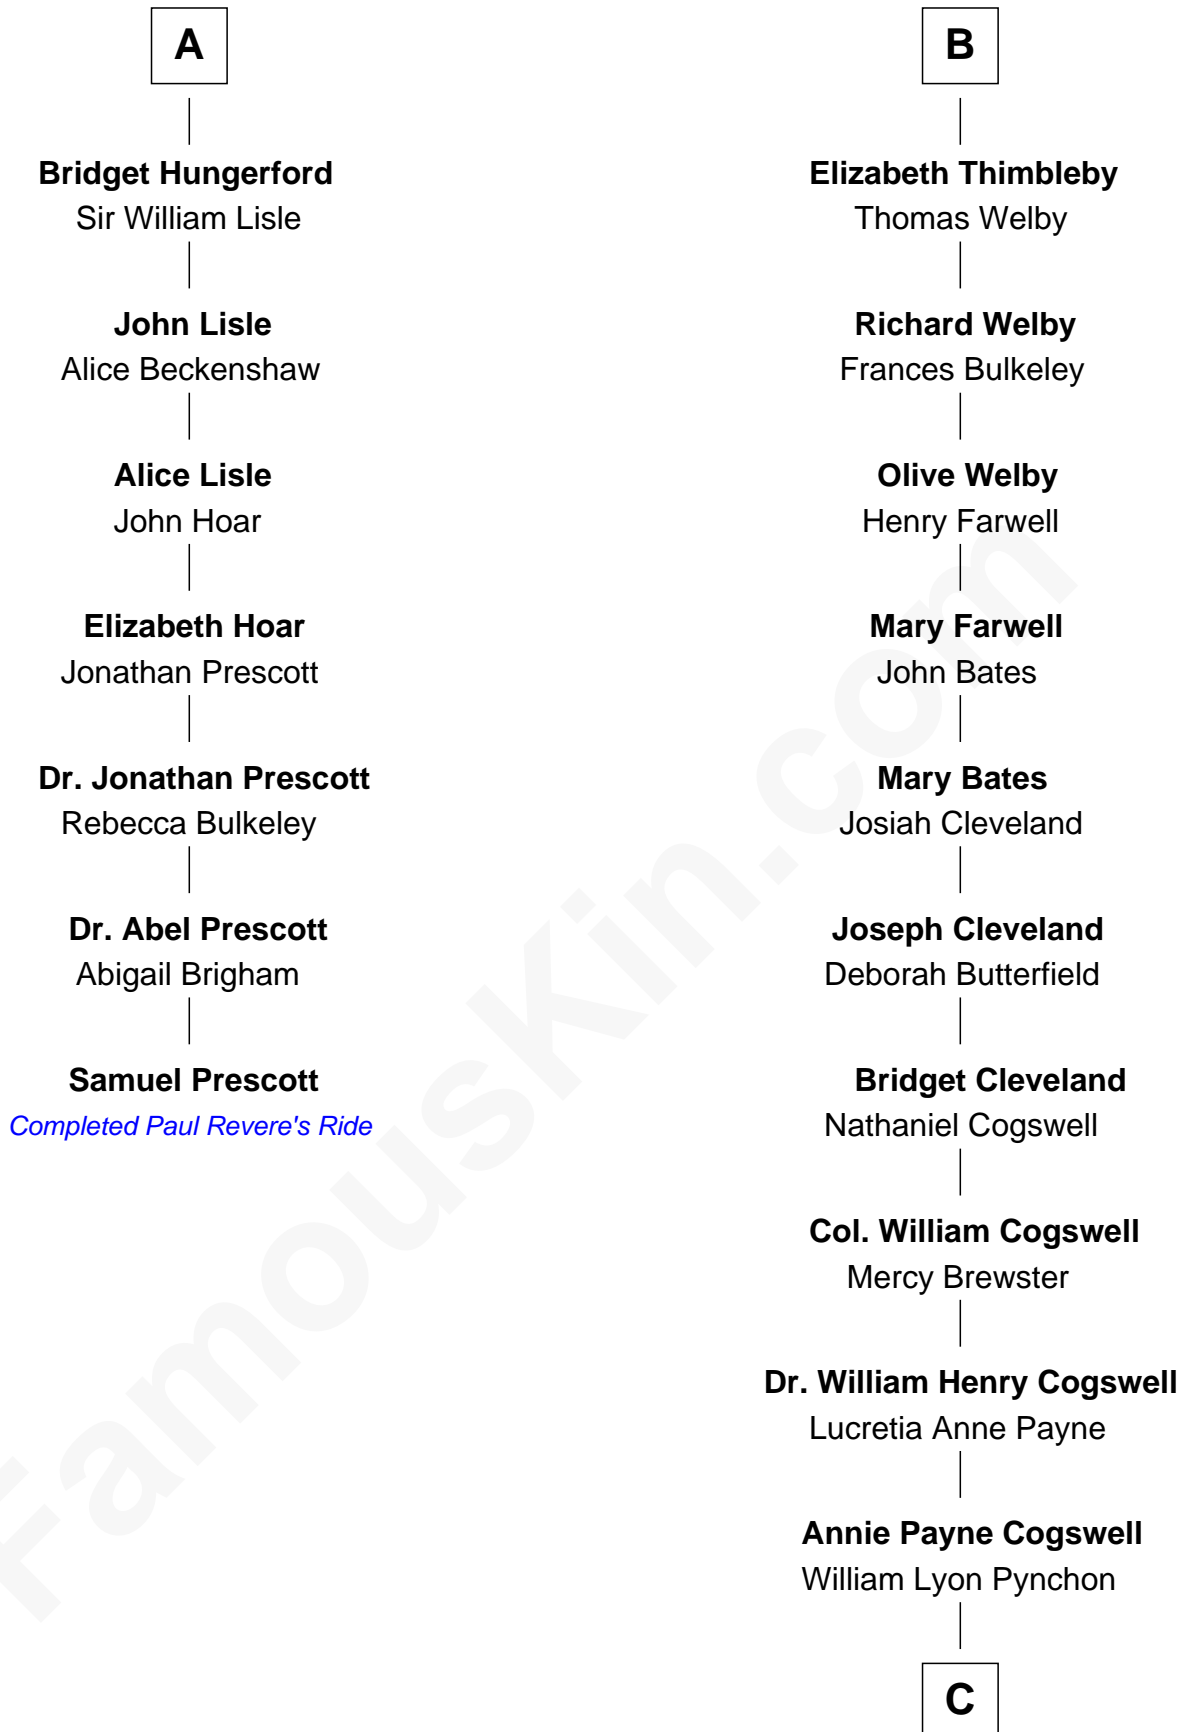 A
Bridget Hungerford
Sir William Lisle
John Lisle
Alice Beckenshaw
Alice Lisle
John Hoar
Elizabeth Hoar
Jonathan Prescott
Dr. Jonathan Prescott
Rebecca Bulkeley
Dr. Abel Prescott
Abigail Brigham
Samuel Prescott
Completed Paul Revere's Ride
B
Elizabeth Thimbleby
Thomas Welby
Richard Welby
Frances Bulkeley
Olive Welby
Henry Farwell
Mary Farwell
John Bates
Mary Bates
Josiah Cleveland
Joseph Cleveland
Deborah Butterfield
Bridget Cleveland
Nathaniel Cogswell
Col. William Cogswell
Mercy Brewster
Dr. William Henry Cogswell
Lucretia Anne Payne
Annie Payne Cogswell
William Lyon Pynchon
C
FamousKin.com